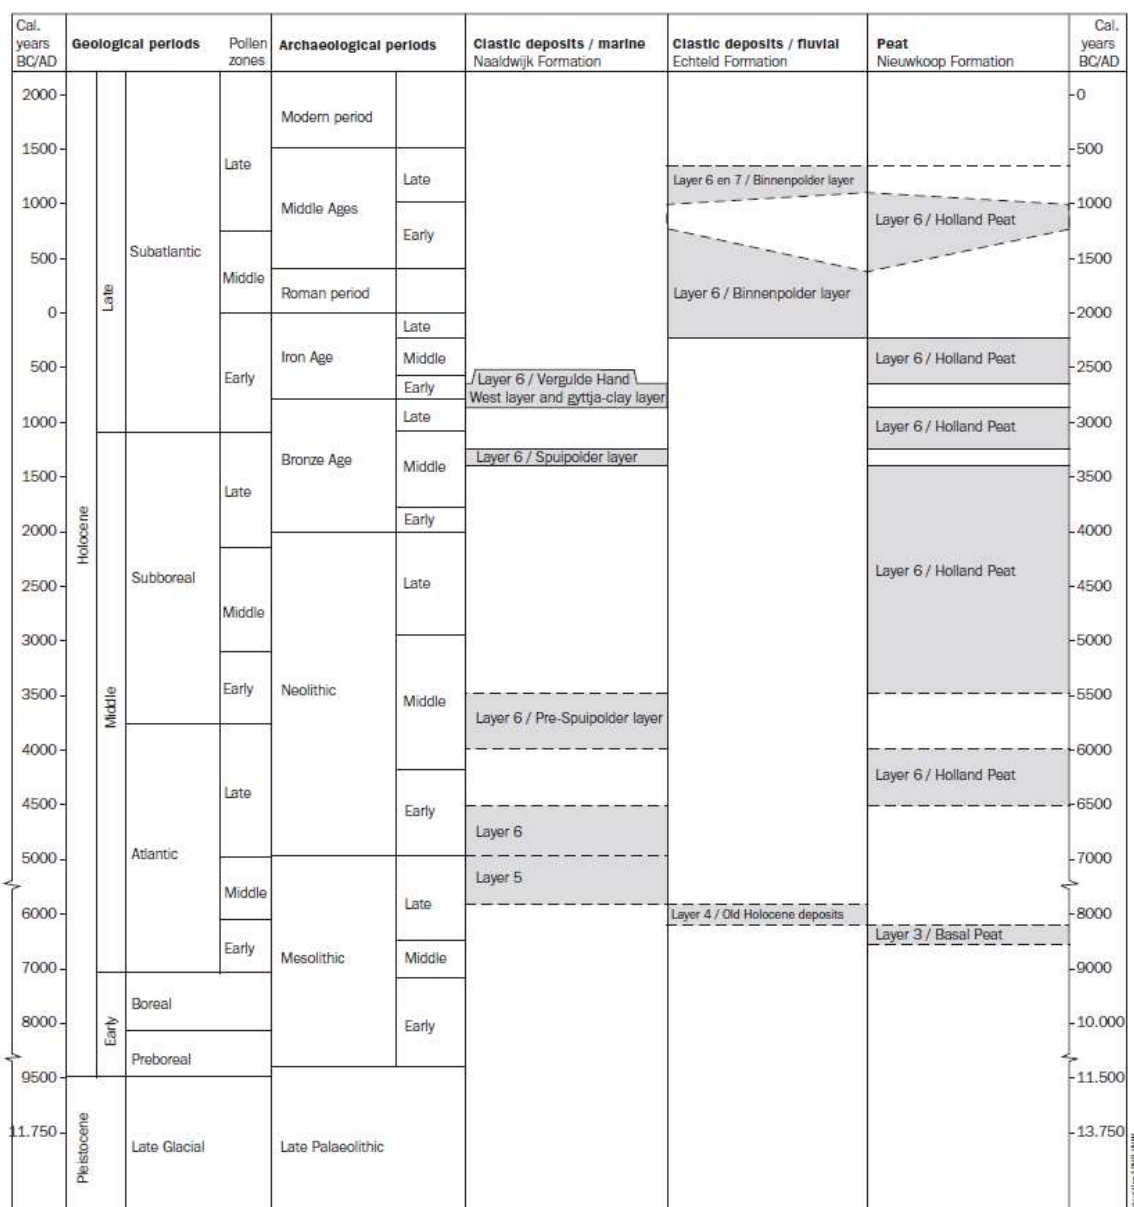 Cal.
years
BC/AD
Geological periods
Pollen
zones
Archaeological periods
Clastic deposits / marine
Naaldwijk Formation
Clastic deposits / fluvial
Echteld Formation
Peat
Nieuwkoop Formation
Cal.
years
BC/AD
2000
1500
1000
500
0
500
1000
1500
2000
2500
3000
3500
4000
4500
5000
6000
7000
8000
9500
11.750
Holocene
Pleistocene
Late
Middle
Early
Subatlantic
Subboreal
Atlantic
Boreal
Preboreal
Late Glacial
Late
Middle
Early
Late
Middle
Early
Late
Middle
Early
Modern period
Middle Ages
Late
Early
Roman period
Iron Age
Late
Middle
Early
Bronze Age
Late
Middle
Early
Neolithic
Late
Middle
Early
Mesolithic
Late
Middle
Early
Late Palaeolithic
Layer 6 / Vergulde Hand
West layer and gyttja-clay layer
Layer 6 / Spuipolder layer
Layer 6 / Pre-Spuipolder layer
Layer 6
Layer 5
Layer 6 en 7 / Binnenpolder layer
Layer 6 / Binnenpolder layer
Layer 4 / Old Holocene deposits
Layer 6 / Holland Peat
Layer 6 / Holland Peat
Layer 6 / Holland Peat
Layer 6 / Holland Peat
Layer 6 / Holland Peat
Layer 3 / Basal Peat
0
500
1000
1500
2000
2500
3000
3500
4000
4500
5000
5500
6000
6500
7000
8000
9000
10.000
11.500
13.750